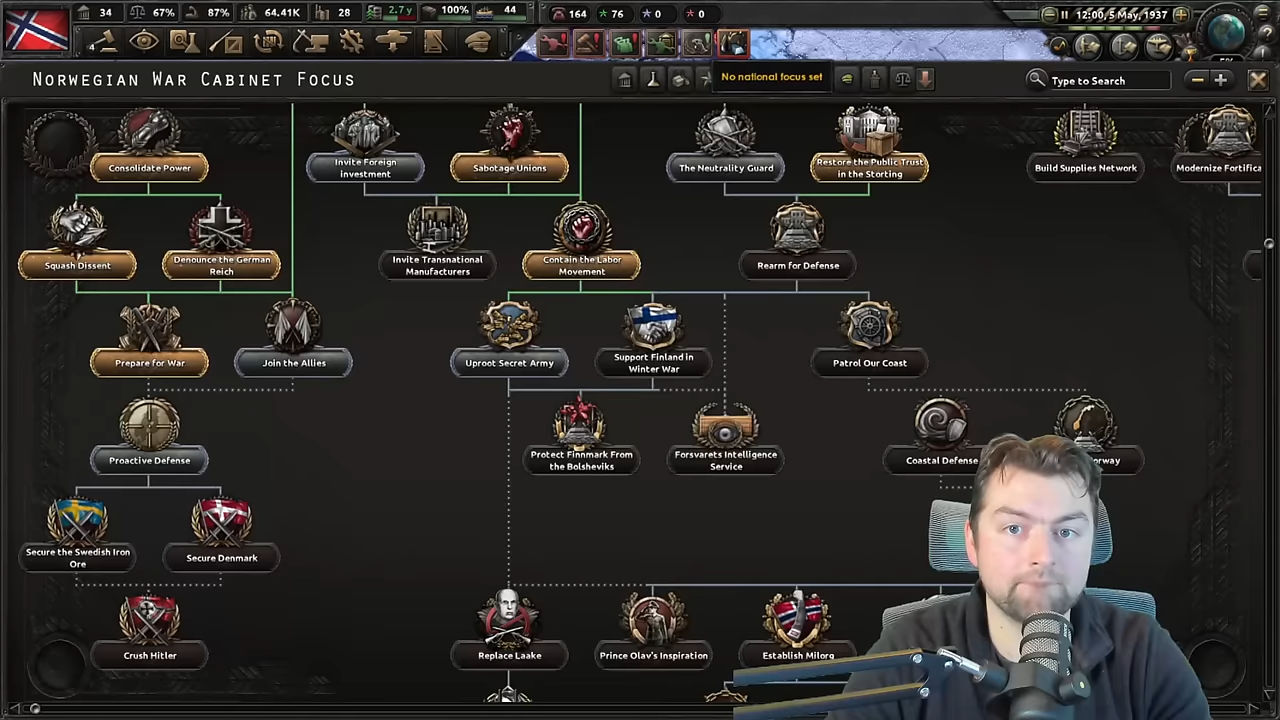 34 67% 87% 64.41K 28 2.7 y 100% 44 164 76 0 0 12:00, 5 May, 1937
4
Norwegian War Cabinet Focus
No national focus set
Type to Search
Consolidate Power
Invite Foreign
investment
Sabotage Unions
The Neutrality Guard
Restore the Public Trust
in the Storting
Build Supplies Network
Modernize Fortifica
Squash Dissent
Denounce the German
Reich
Invite Transnational
Manufacturers
Contain the Labor
Movement
Rearm for Defense
Prepare for War
Join the Allies
Uproot Secret Army
Support Finland in
Winter War
Patrol Our Coast
Proactive Defense
Protect Finnmark From
the Bolsheviks
Forsvarets Intelligence
Service
Coastal Defense
orway
Secure the Swedish Iron
Ore
Secure Denmark
Crush Hitler
Replace Laake
Prince Olav's Inspiration
Establish Milorg